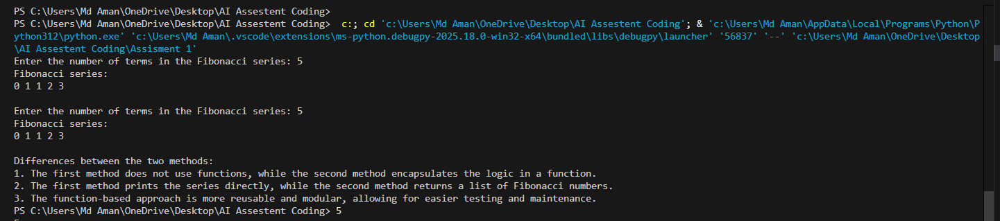 PS C:\Users\Md Aman\OneDrive\Desktop\AI Assestent Coding>
PS C:\Users\Md Aman\OneDrive\Desktop\AI Assestent Coding>  c:; cd 'c:\Users\Md Aman\OneDrive\Desktop\AI Assestent Coding'; & 'c:\Users\Md Aman\AppData\Local\Programs\Python\P
ython312\python.exe' 'c:\Users\Md Aman\.vscode\extensions\ms-python.debugpy-2025.18.0-win32-x64\bundled\libs\debugpy\launcher' '56837' '--' 'c:\Users\Md Aman\OneDrive\Desktop
\AI Assestent Coding\Assisment 1'
Enter the number of terms in the Fibonacci series: 5
Fibonacci series:
0 1 1 2 3
Enter the number of terms in the Fibonacci series: 5
Fibonacci series:
0 1 1 2 3
Differences between the two methods:
1. The first method does not use functions, while the second method encapsulates the logic in a function.
2. The first method prints the series directly, while the second method returns a list of Fibonacci numbers.
3. The function-based approach is more reusable and modular, allowing for easier testing and maintenance.
PS C:\Users\Md Aman\OneDrive\Desktop\AI Assestent Coding> 5